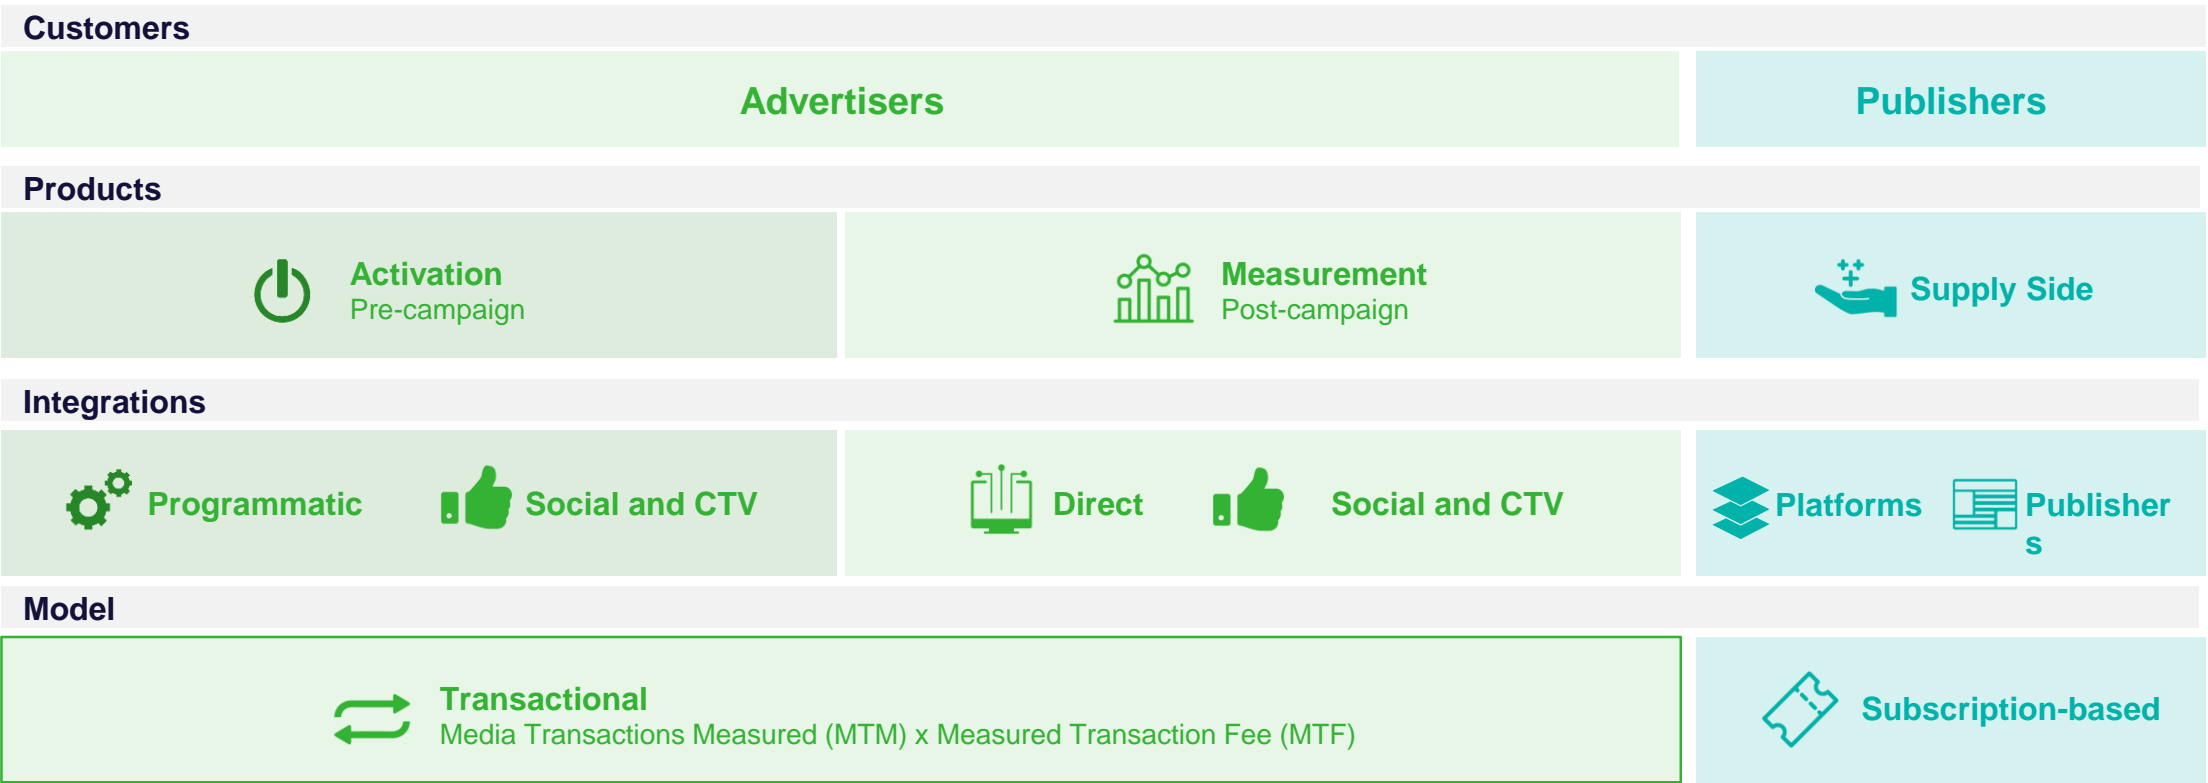 Customers
Advertisers
Publishers
Products
Activation
Pre-campaign
Measurement
Post-campaign
Supply Side
Integrations
Programmatic
Social and CTV
Direct
Social and CTV
Platforms
Publisher
s
Model
Transactional
Media Transactions Measured (MTM) x Measured Transaction Fee (MTF)
Subscription-based